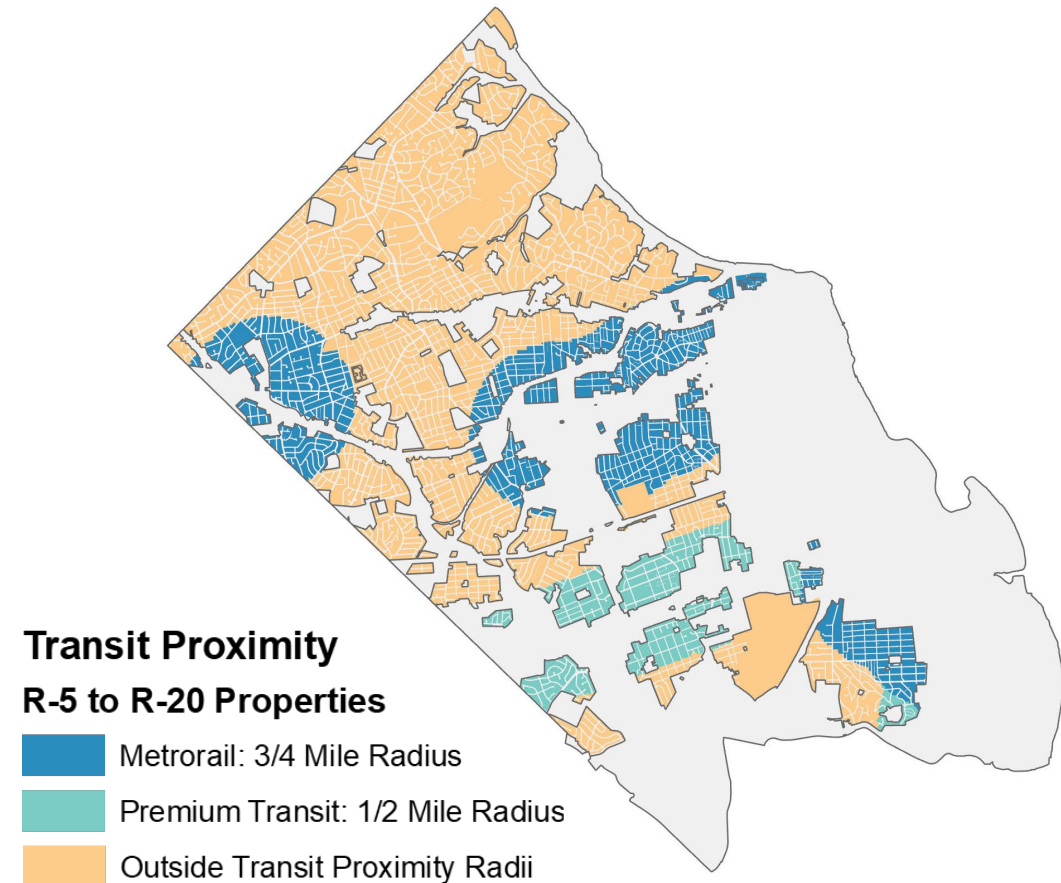 Transit Proximity
R-5 to R-20 Properties
Metrorail: 3/4 Mile Radius
Premium Transit: 1/2 Mile Radius
Outside Transit Proximity Radii